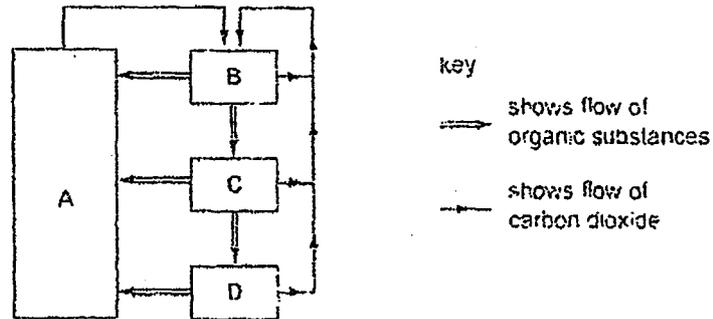 A
B
C
D
key
shows flow of
organic substances
shows flow of
carbon dioxide